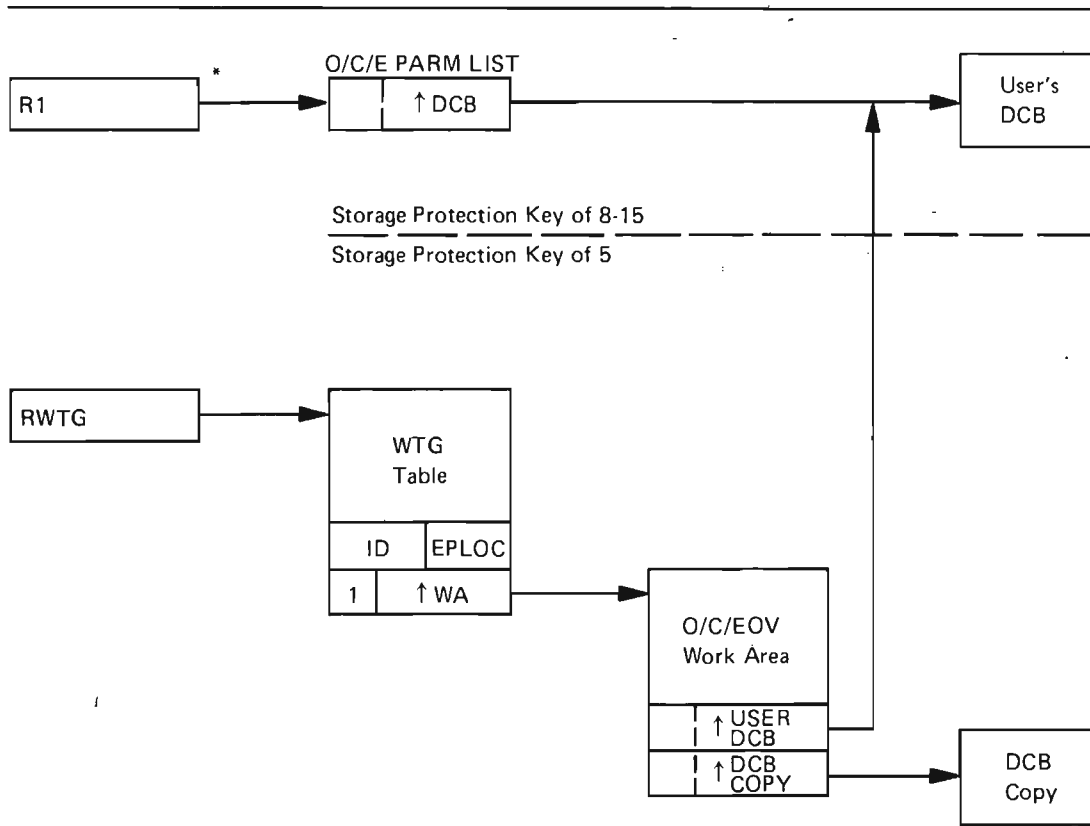 O/C/E PARM LIST
*
R1
↑ DCB
User's
DCB
Storage Protection Key of 8-15
Storage Protection Key of 5
RWTG
WTG
Table
ID
EPLOC
1
↑ WA
O/C/EOV
Work Area
↑ USER
DCB
↑ DCB
COPY
DCB
Copy